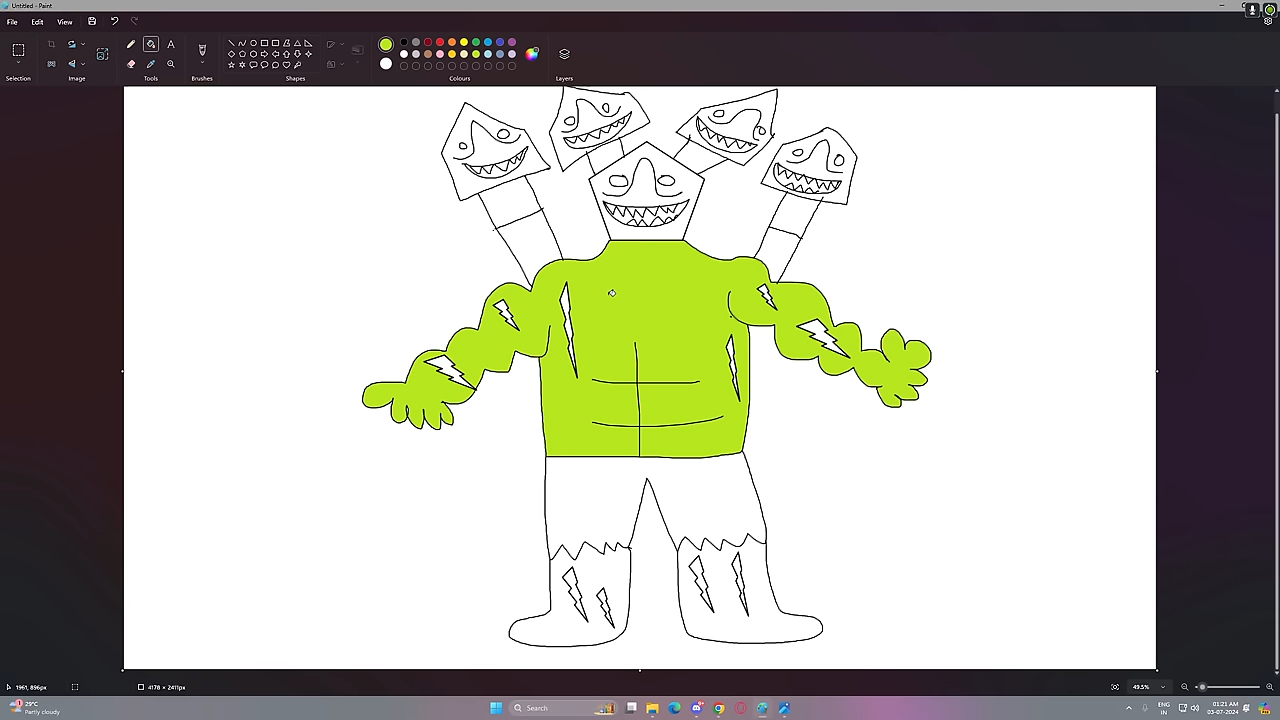 Untitled - Paint
File Edit View
Selection Image Tools Brushes Shapes Colours Layers
1961, 896px 4178 × 2411px 49.5%
29°C
Partly cloudy
Search
ENG
IN
01:21 AM
03-07-2024